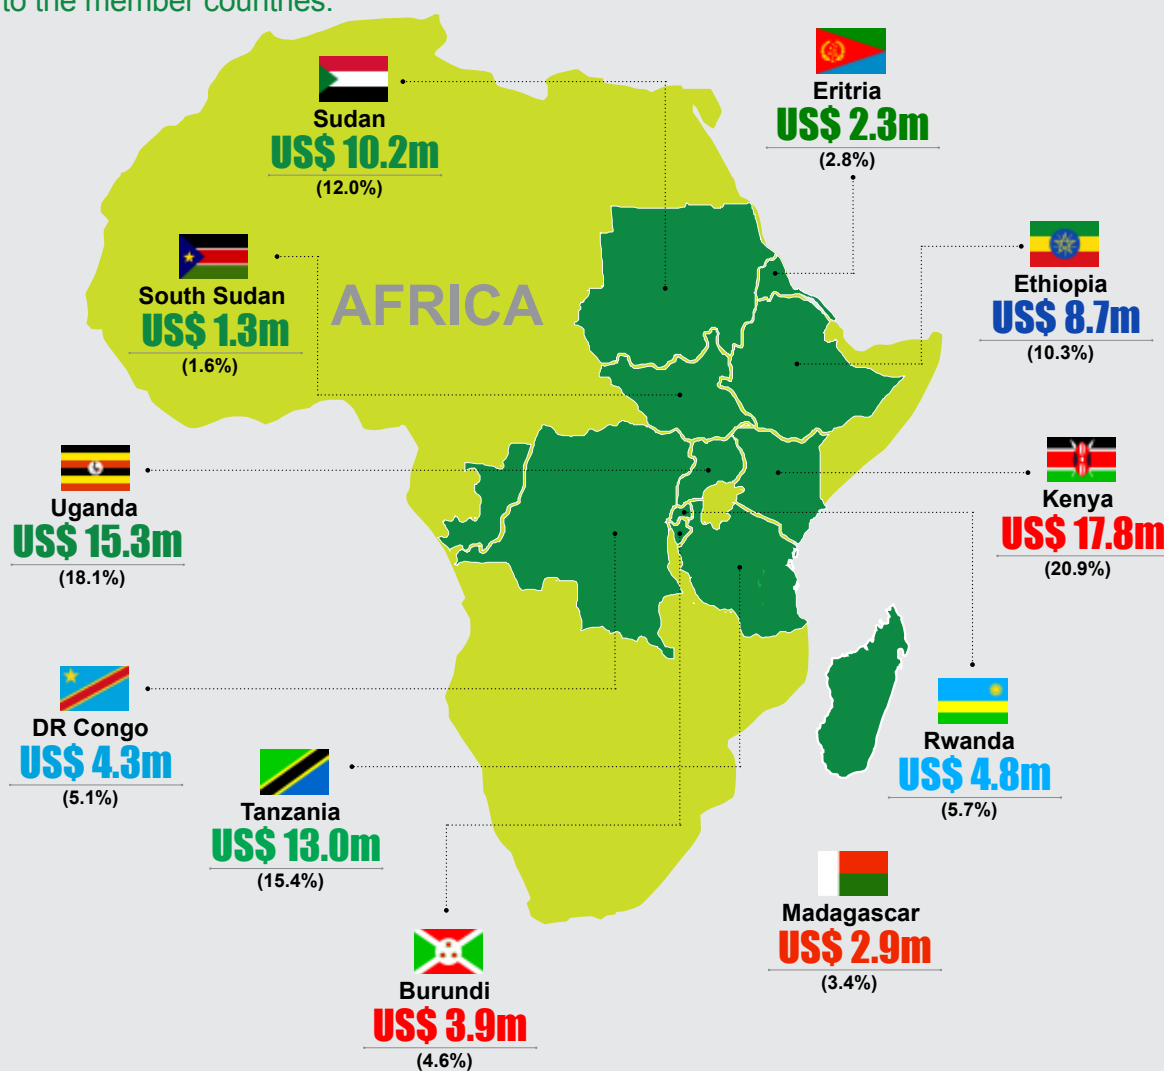 to the member countries.
Sudan
US$ 10.2m
(12.0%)
Eritria
US$ 2.3m
(2.8%)
South Sudan
US$ 1.3m
(1.6%)
AFRICA
Ethiopia
US$ 8.7m
(10.3%)
Uganda
US$ 15.3m
(18.1%)
Kenya
US$ 17.8m
(20.9%)
DR Congo
US$ 4.3m
(5.1%)
Tanzania
US$ 13.0m
(15.4%)
Rwanda
US$ 4.8m
(5.7%)
Madagascar
US$ 2.9m
(3.4%)
Burundi
US$ 3.9m
(4.6%)